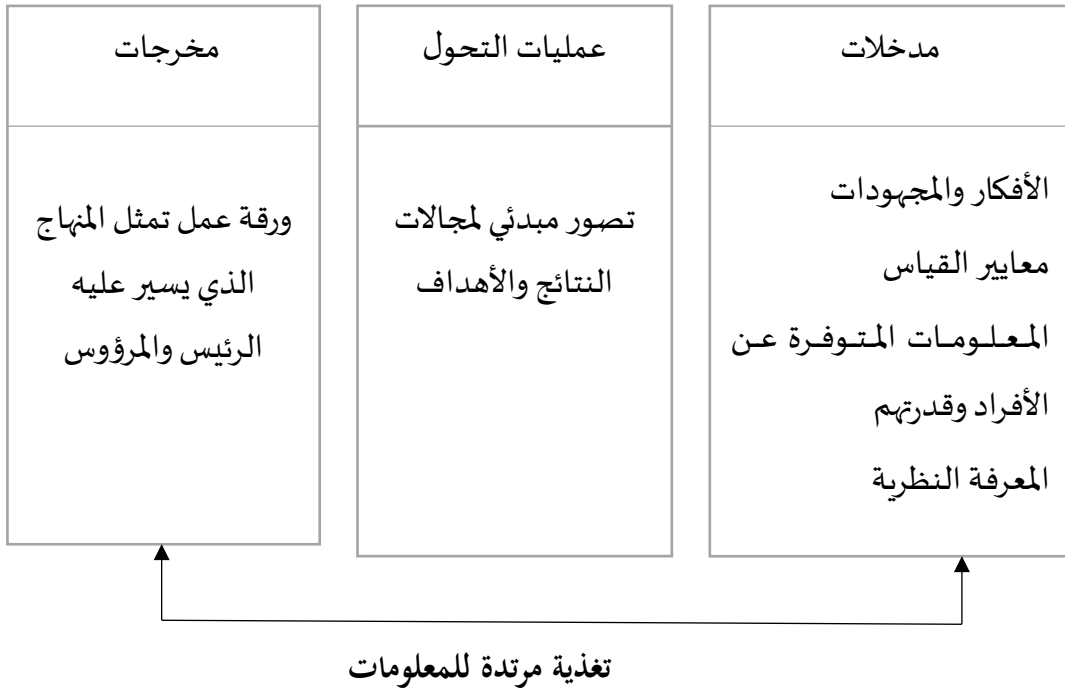 مدخلات
الأفكار والمجهودات
معايير القياس
المعلومات المتوفرة عن
الأفراد وقدرتهم
المعرفة النظرية
عمليات التحول
تصور مبدئي لمجالات
النتائج والأهداف
مخرجات
ورقة عمل تمثل المنهاج
الذي يسير عليه
الرئيس والمرؤوس
تغذية مرتدة للمعلومات